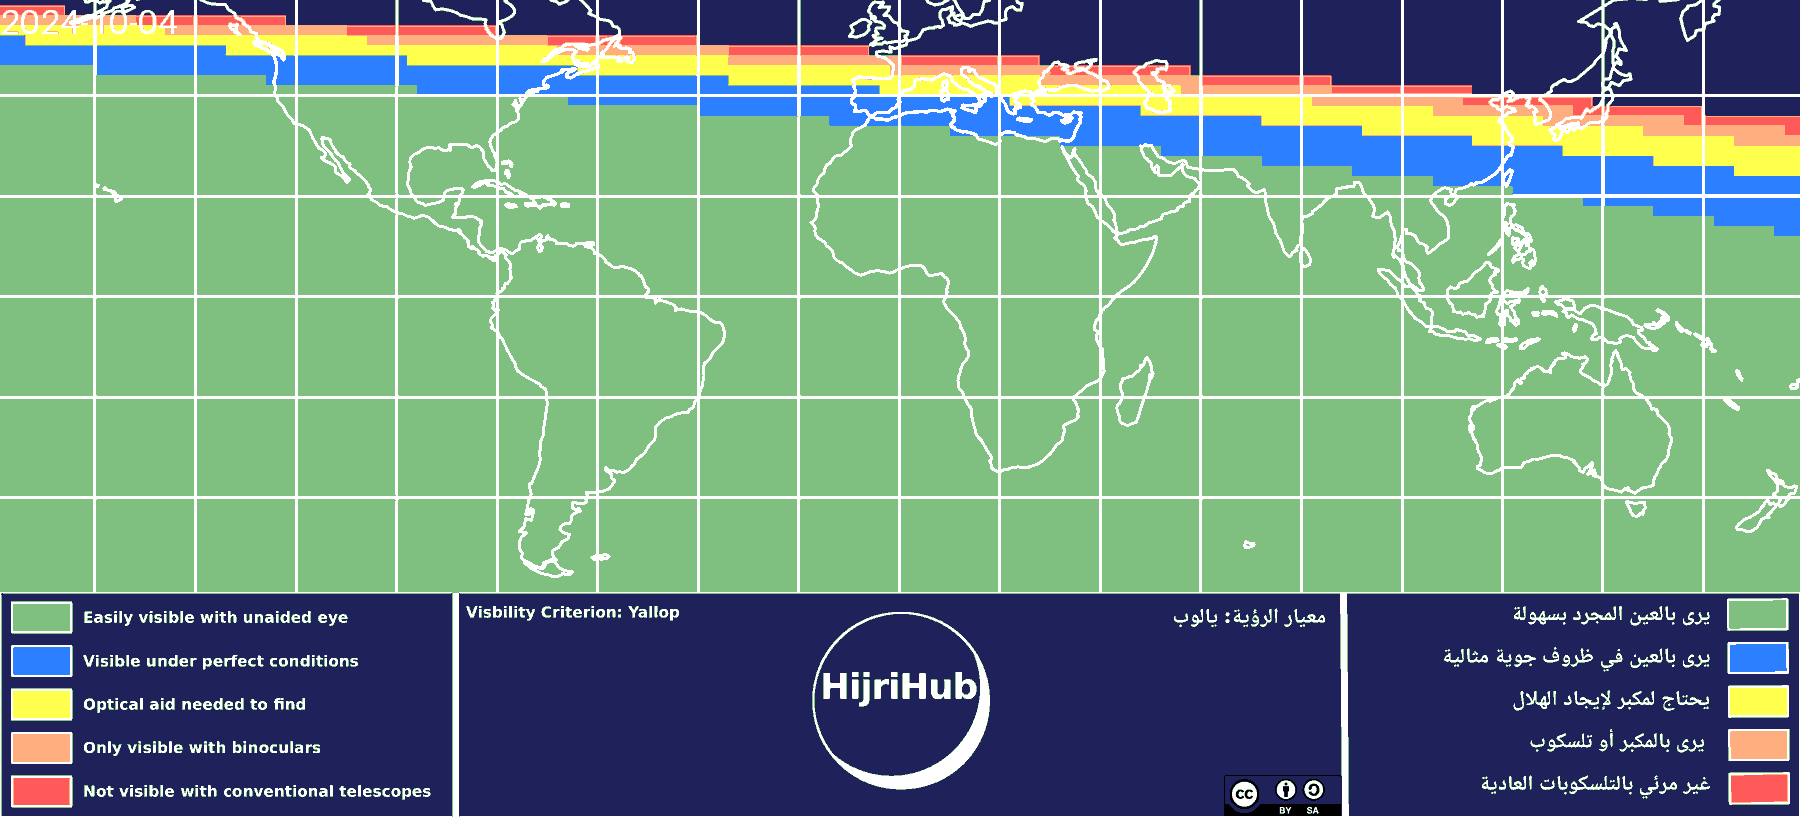 2024-10-04
Easily visible with unaided eye
Visible under perfect conditions
Optical aid needed to find
Only visible with binoculars
Not visible with conventional telescopes
Visbility Criterion: Yallop
معيار الرؤية: يالوب
HijriHub
cc
BY SA
يرى بالعين المجرد بسهولة
يرى بالعين في ظروف جوية مثالية
يحتاج لمكبر لإيجاد الهلال
يرى بالمكبر أو تلسكوب
غير مرئي بالتلسكوبات العادية